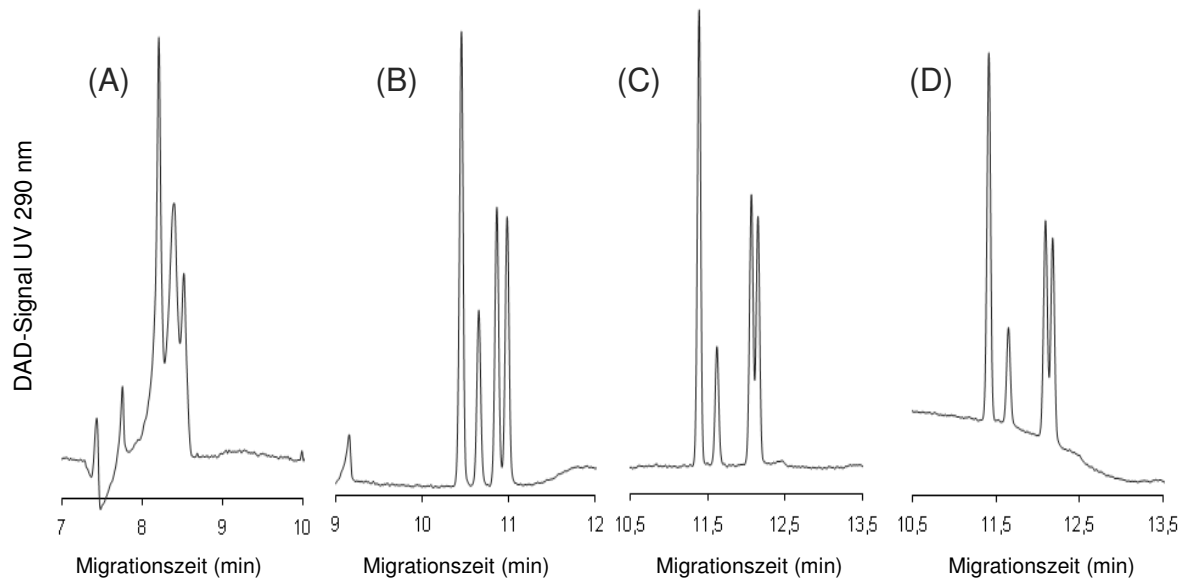 (A)
(B)
(C)
(D)
DAD-Signal UV 290 nm
7 8 9 10
9 10 11 12
10,5 11,5 12,5 13,5
10,5 11,5 12,5 13,5
Migrationszeit (min)
Migrationszeit (min)
Migrationszeit (min)
Migrationszeit (min)